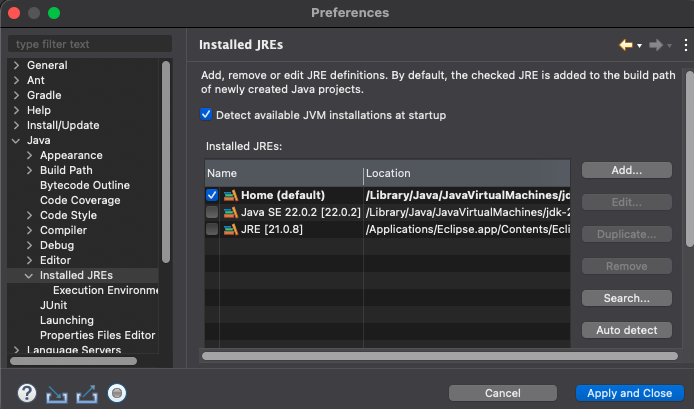 Preferences
type filter text
General
Ant
Gradle
Help
Install/Update
Java
Appearance
Build Path
Bytecode Outline
Code Coverage
Code Style
Compiler
Debug
Editor
Installed JREs
Execution Environme
JUnit
Launching
Properties Files Editor
Language Servers
Installed JREs
Add, remove or edit JRE definitions. By default, the checked JRE is added to the build path
of newly created Java projects.
Detect available JVM installations at startup
Installed JREs:
Name Location
Home (default) /Library/Java/JavaVirtualMachines/jd
Java SE 22.0.2 [22.0.2] /Library/Java/JavaVirtualMachines/jdk-2
JRE [21.0.8] /Applications/Eclipse.app/Contents/Ecli
Add...
Edit...
Duplicate...
Remove
Search...
Auto detect
?
Cancel
Apply and Close